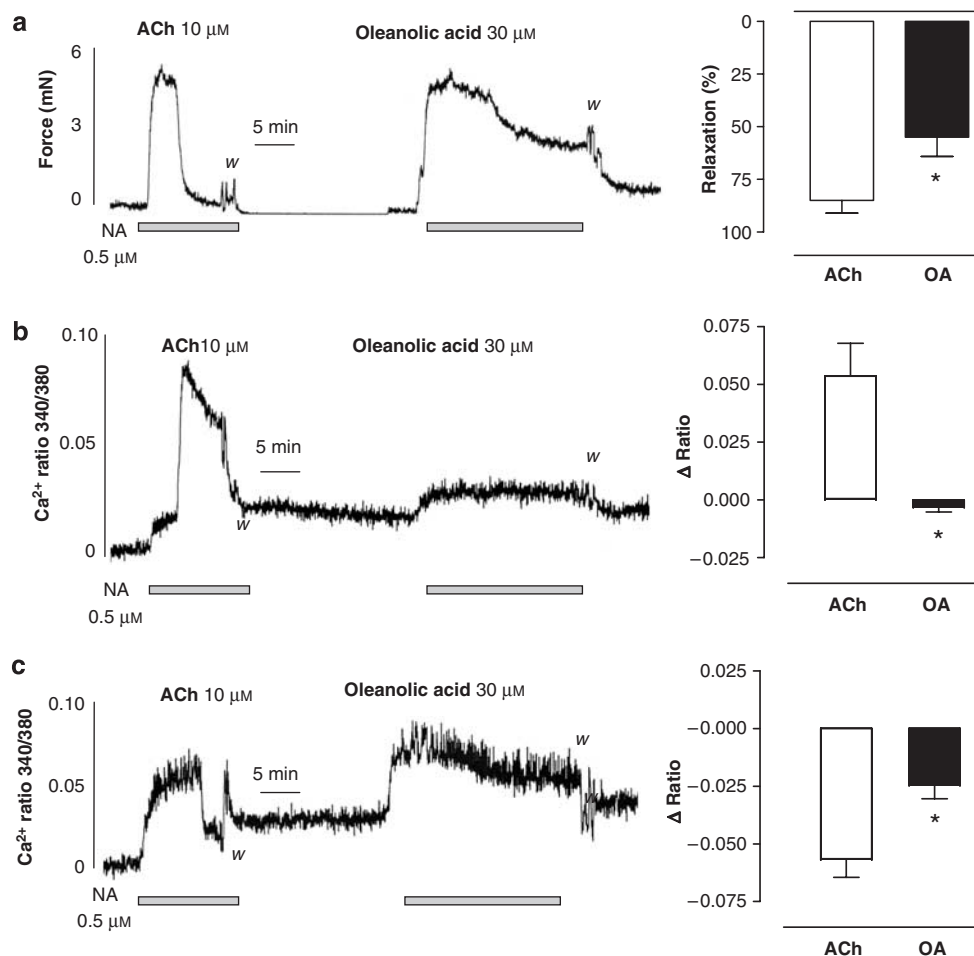 a
ACh 10 µM
Oleanolic acid 30 µM
6
3
0
Force (mN)
5 min
w
w
NA
0.5 µM
0
25
50
75
100
Relaxation (%)
*
ACh
OA
b
ACh10 µM
Oleanolic acid 30 µM
0.10
0.05
0
Ca2+ ratio 340/380
5 min
w
w
NA
0.5 µM
0.075
0.050
0.025
0.000
−0.025
Δ Ratio
*
ACh
OA
c
ACh 10 µM
Oleanolic acid 30 µM
0.10
0.05
0
Ca2+ ratio 340/380
5 min
w
w
w
NA
0.5 µM
0.025
−0.000
−0.025
−0.050
−0.075
Δ Ratio
*
ACh
OA